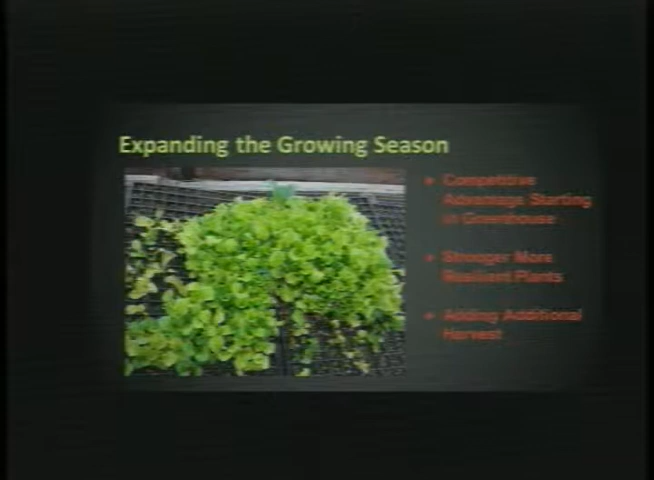 Expanding the Growing Season
Competitive
Advantage Starting
in Greenhouse
Stronger More
Resilient Plants
Adding Additional
Harvest